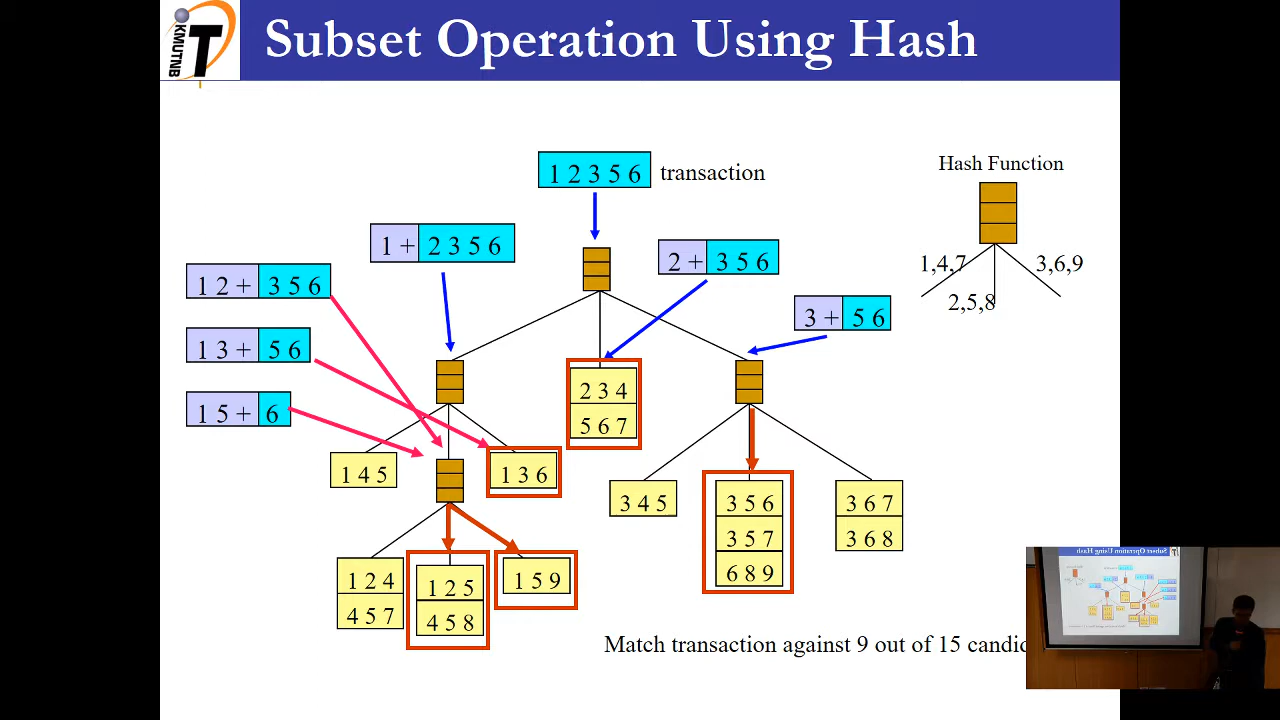 KMUTNB
Subset Operation Using Hash
1 2 3 5 6 transaction
Hash Function
1,4,7
2,5,8
3,6,9
1 + 2 3 5 6
2 + 3 5 6
3 + 5 6
1 2 + 3 5 6
1 3 + 5 6
1 5 + 6
2 3 4
5 6 7
1 4 5
1 3 6
3 4 5
3 5 6
3 5 7
6 8 9
3 6 7
3 6 8
1 2 4
4 5 7
1 2 5
4 5 8
1 5 9
Match transaction against 9 out of 15
Subset Operation Using Hash